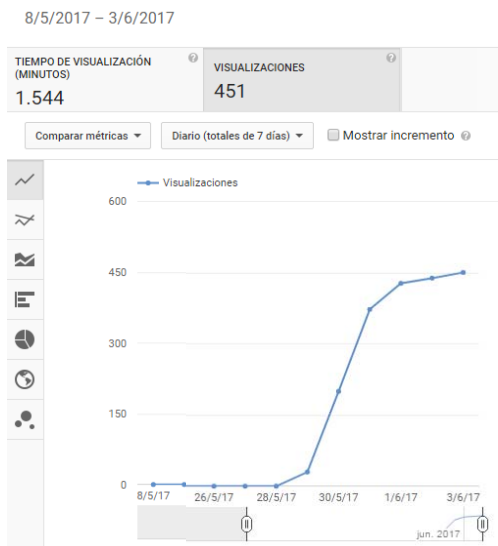 8/5/2017 – 3/6/2017
TIEMPO DE VISUALIZACIÓN
(MINUTOS)
1.544
VISUALIZACIONES
451
Comparar métricas
Diario (totales de 7 días)
Mostrar incremento
Visualizaciones
600
450
300
150
0
8/5/17 26/5/17 28/5/17 30/5/17 1/6/17 3/6/17
jun. 2017